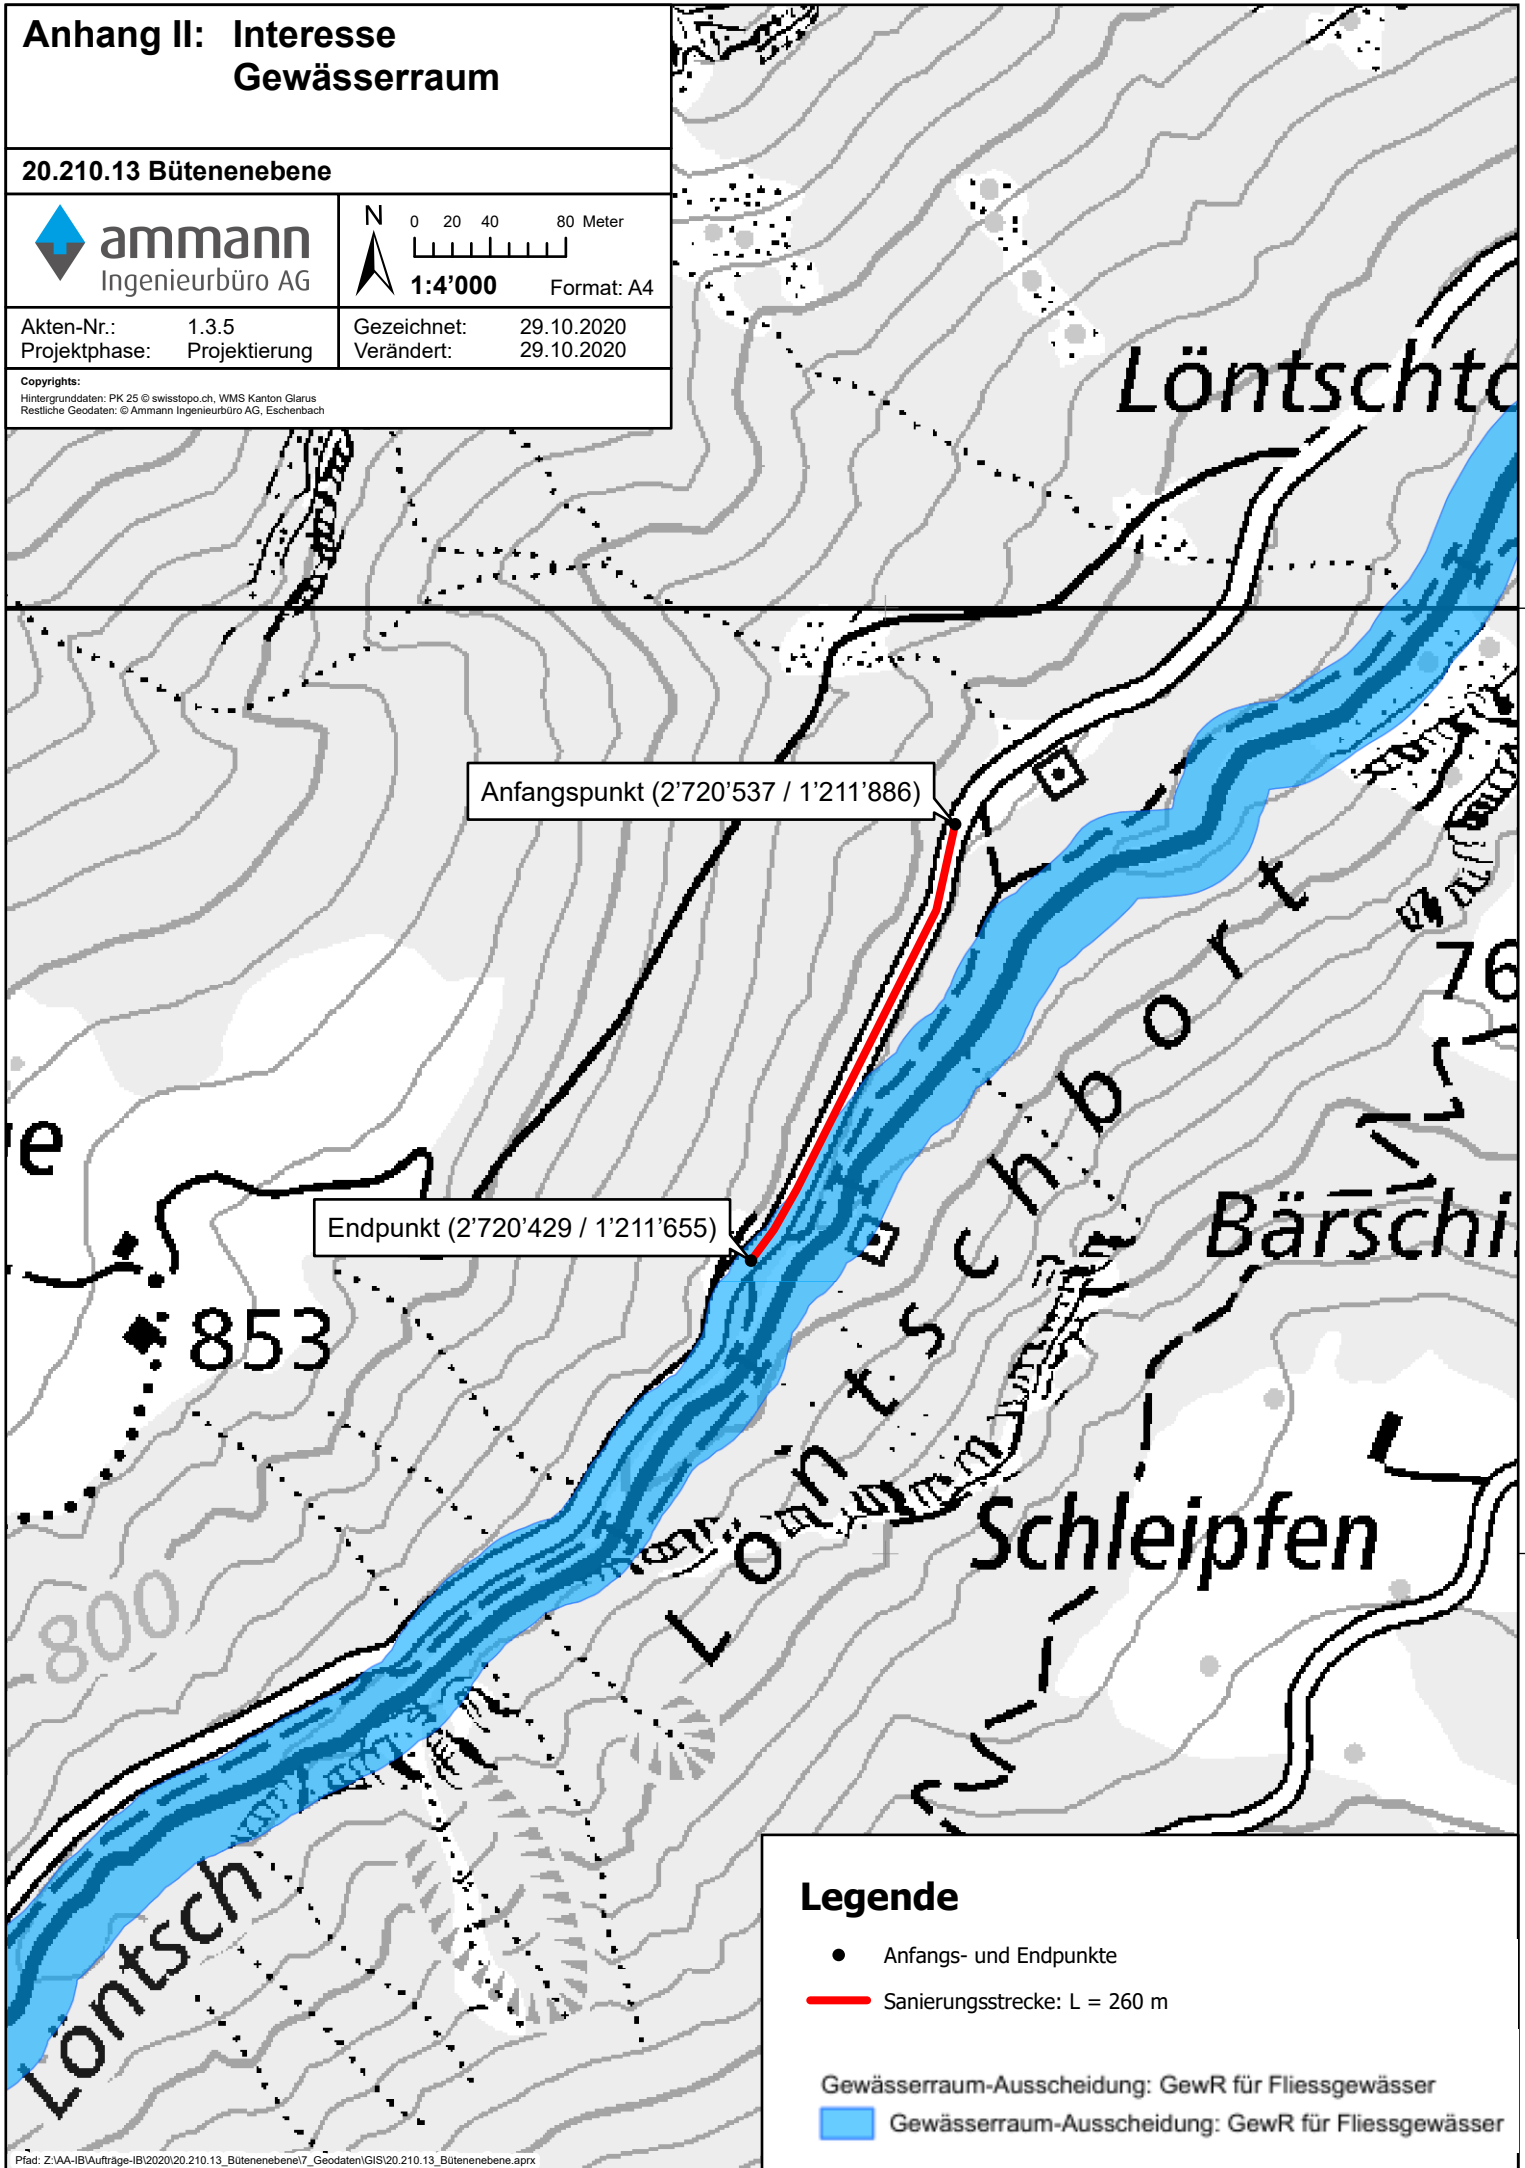 Anhang II: Interesse
Gewässerraum
20.210.13 Bütenenebene
ammann
Ingenieurbüro AG
N
0 20 40 80 Meter
1:4'000 Format: A4
Akten-Nr.: 1.3.5
Projektphase: Projektierung
Gezeichnet: 29.10.2020
Verändert: 29.10.2020
Copyrights:
Hintergrunddaten: PK 25 © swisstopo.ch, WMS Kanton Glarus
Restliche Geodaten: © Ammann Ingenieurbüro AG, Eschenbach
Löntschto
Anfangspunkt (2'720'537 / 1'211'886)
76
e
Endpunkt (2'720'429 / 1'211'655)
Bärschi
853
Löntschbort
Schleipfen
800
Löntsch
Legende
Anfangs- und Endpunkte
Sanierungsstrecke: L = 260 m
Gewässerraum-Ausscheidung: GewR für Fliessgewässer
Gewässerraum-Ausscheidung: GewR für Fliessgewässer
Pfad: Z:\AA-IB\Aufträge-IB\2020\20.210.13_Bütenenebene\7_Geodaten\GIS\20.210.13_Bütenenebene.aprx